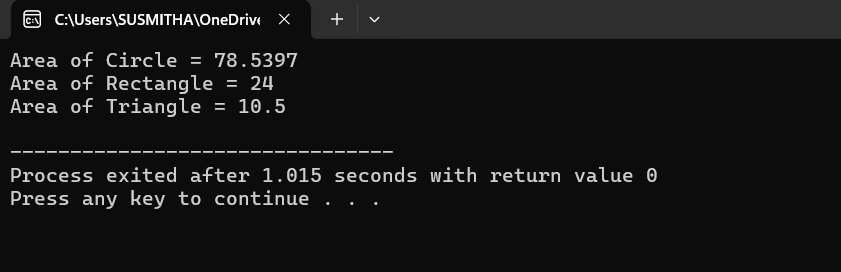 C:\Users\SUSMITHA\OneDrive
Area of Circle = 78.5397
Area of Rectangle = 24
Area of Triangle = 10.5
--------------------------------
Process exited after 1.015 seconds with return value 0
Press any key to continue . . .